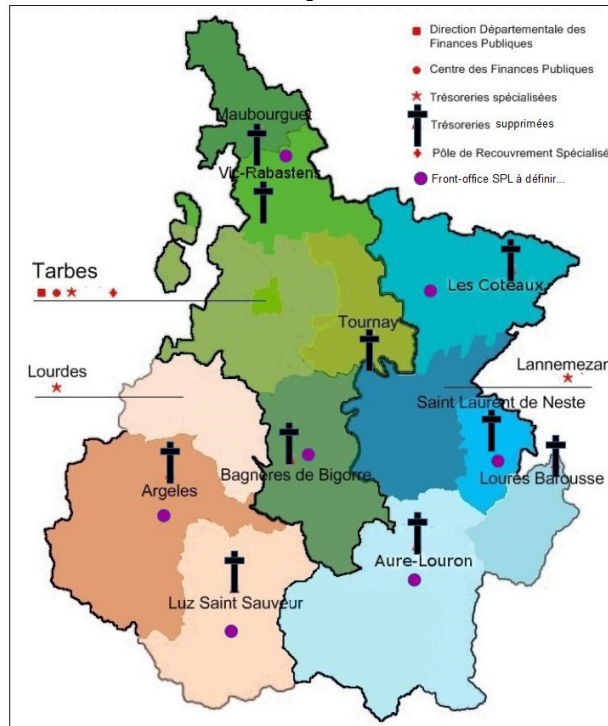 Direction Départementale des
Finances Publiques
Centre des Finances Publiques
Trésoreries spécialisées
Trésoreries supprimées
Pôle de Recouvrement Spécialisé
Front-office SPL à définir...
Maubourguet
Vic-Rabastens
Tarbes
Les Coteaux
Tournay
Lourdes
Lannemezan
Saint Laurent de Neste
Argeles
Bagnères de Bigorre
Loures Barousse
Aure-Louron
Luz Saint Sauveur